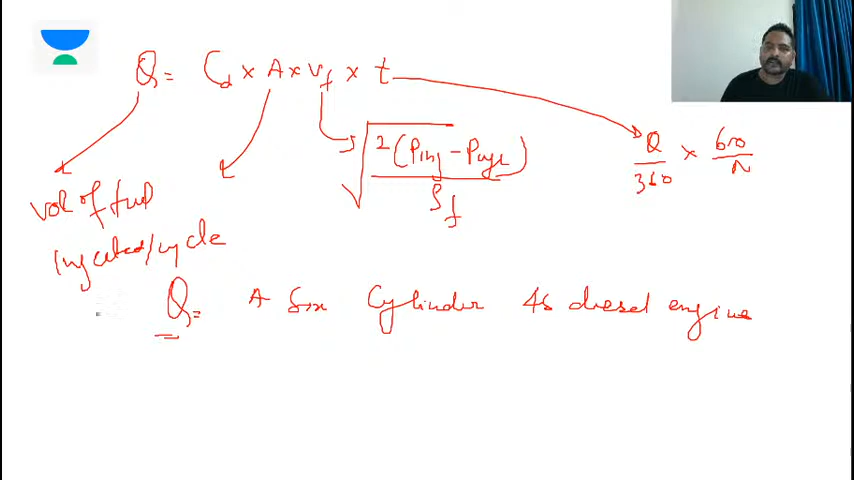 Q = Cd × A × Vf × t
√ 2 (Pinj - Pcyl) / ρf
θ/360 × 60/N
vol of fuel
injected/cycle
Q = A Six Cylinder 4s diesel engine